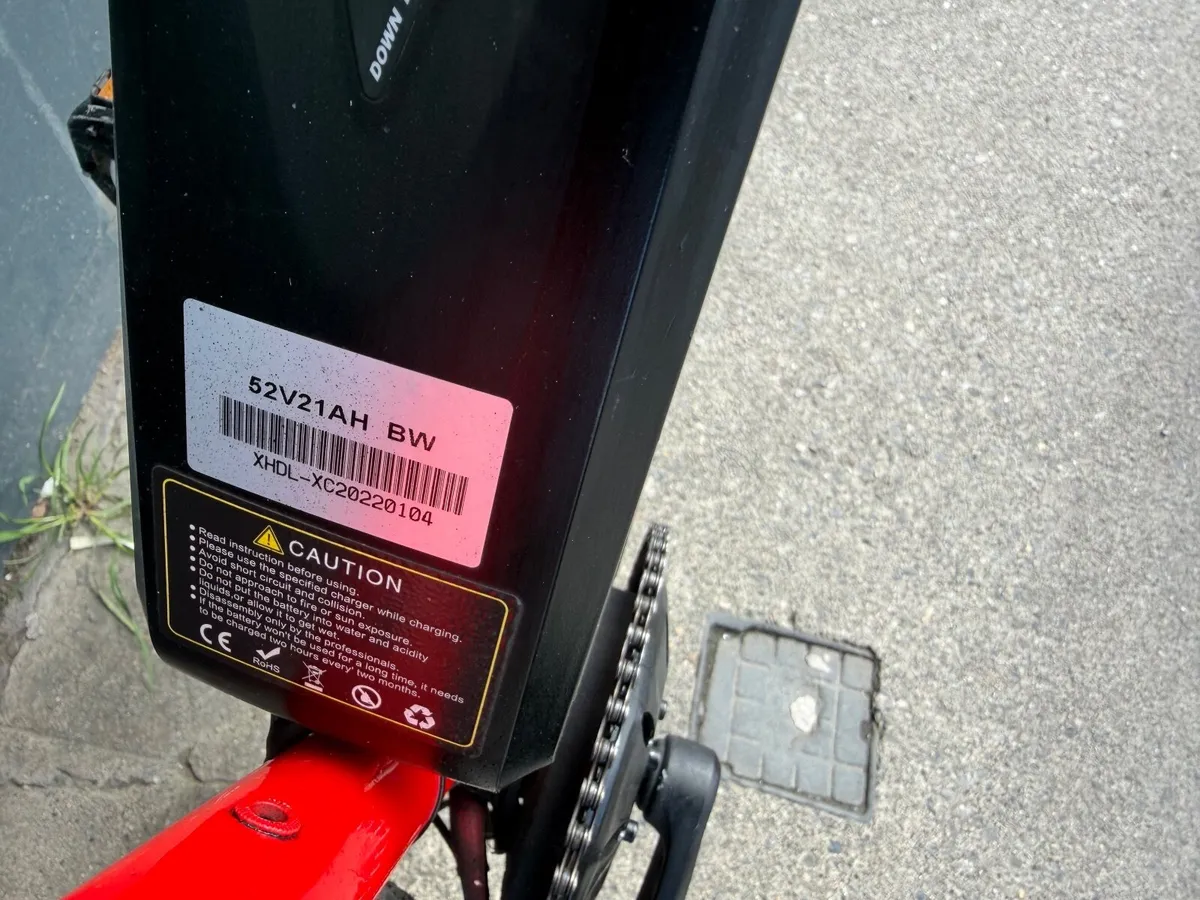 DOWN
52V21AH BW
XHDL-XC20220104
CAUTION
• Read instruction before using.
• Please use the specified charger while charging.
• Avoid short circuit and collision.
• Do not approach to fire or sun exposure.
• Do not put the battery into water and acidity
liquids,or allow it to get wet.
• Disassembly only by the professionals.
• If the battery won't be used for a long time, it needs
to be charged two hours every' two months.
CE
RoHS